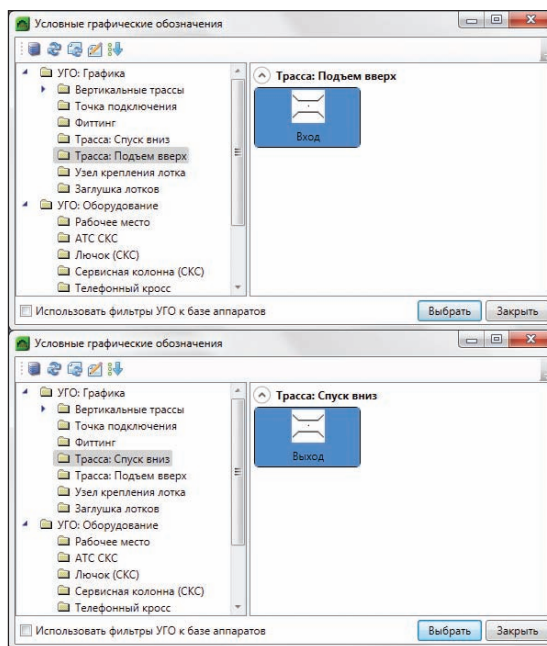 Условные графические обозначения
УГО: Графика
Вертикальные трассы
Точка подключения
Фиттинг
Трасса: Спуск вниз
Трасса: Подъем вверх
Узел крепления лотка
Заглушка лотков
УГО: Оборудование
Рабочее место
АТС СКС
Лючок (СКС)
Сервисная колонна (СКС)
Телефонный кросс
Трасса: Подъем вверх
Вход
Использовать фильтры УГО к базе аппаратов
Выбрать
Закрыть
Условные графические обозначения
УГО: Графика
Вертикальные трассы
Точка подключения
Фиттинг
Трасса: Спуск вниз
Трасса: Подъем вверх
Узел крепления лотка
Заглушка лотков
УГО: Оборудование
Рабочее место
АТС СКС
Лючок (СКС)
Сервисная колонна (СКС)
Телефонный кросс
Трасса: Спуск вниз
Выход
Использовать фильтры УГО к базе аппаратов
Выбрать
Закрыть